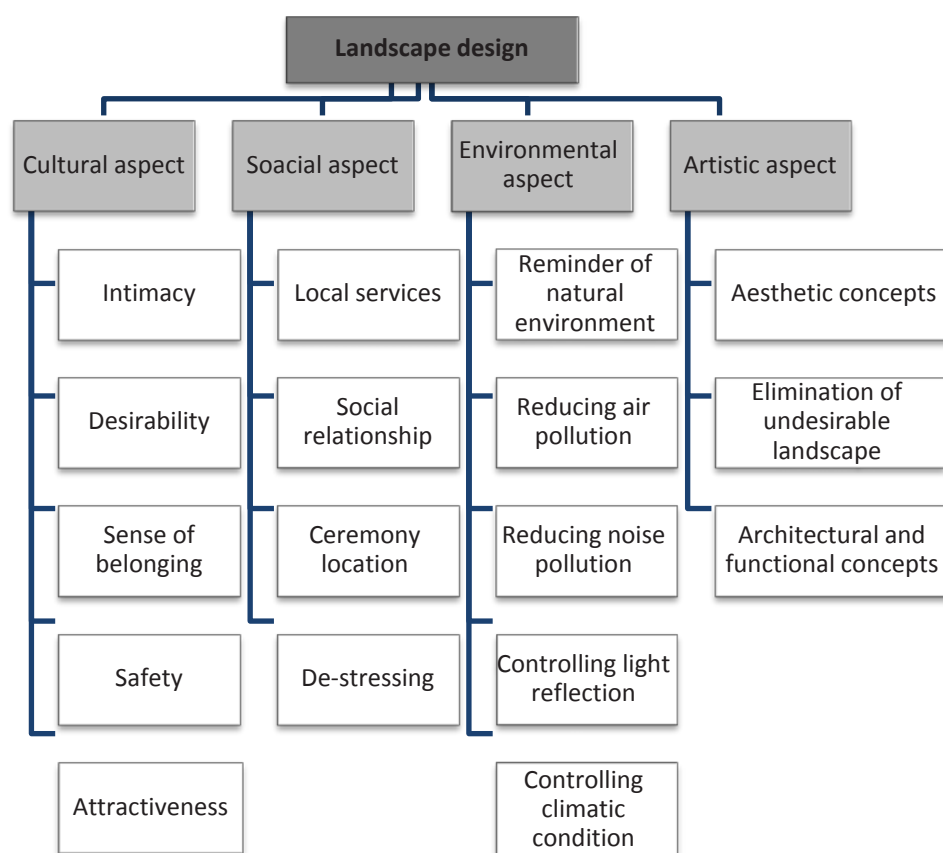 Landscape design
Cultural aspect
Soacial aspect
Environmental
aspect
Artistic aspect
Intimacy
Desirability
Sense of
belonging
Safety
Attractiveness
Local services
Social
relationship
Ceremony
location
De-stressing
Reminder of
natural
environment
Reducing air
pollution
Reducing noise
pollution
Controlling light
reflection
Controlling
climatic
condition
Aesthetic concepts
Elimination of
undesirable
landscape
Architectural and
functional concepts